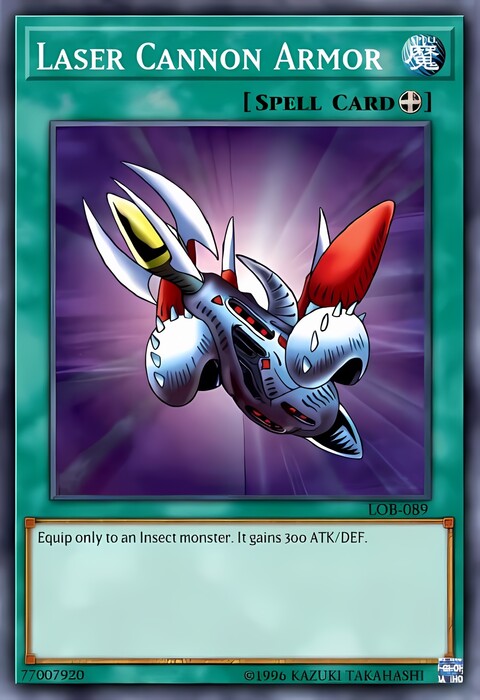 Laser Cannon Armor
[Spell Card]
LOB-089
Equip only to an Insect monster. It gains 300 ATK/DEF.
77007920
©1996 KAZUKI TAKAHASHI